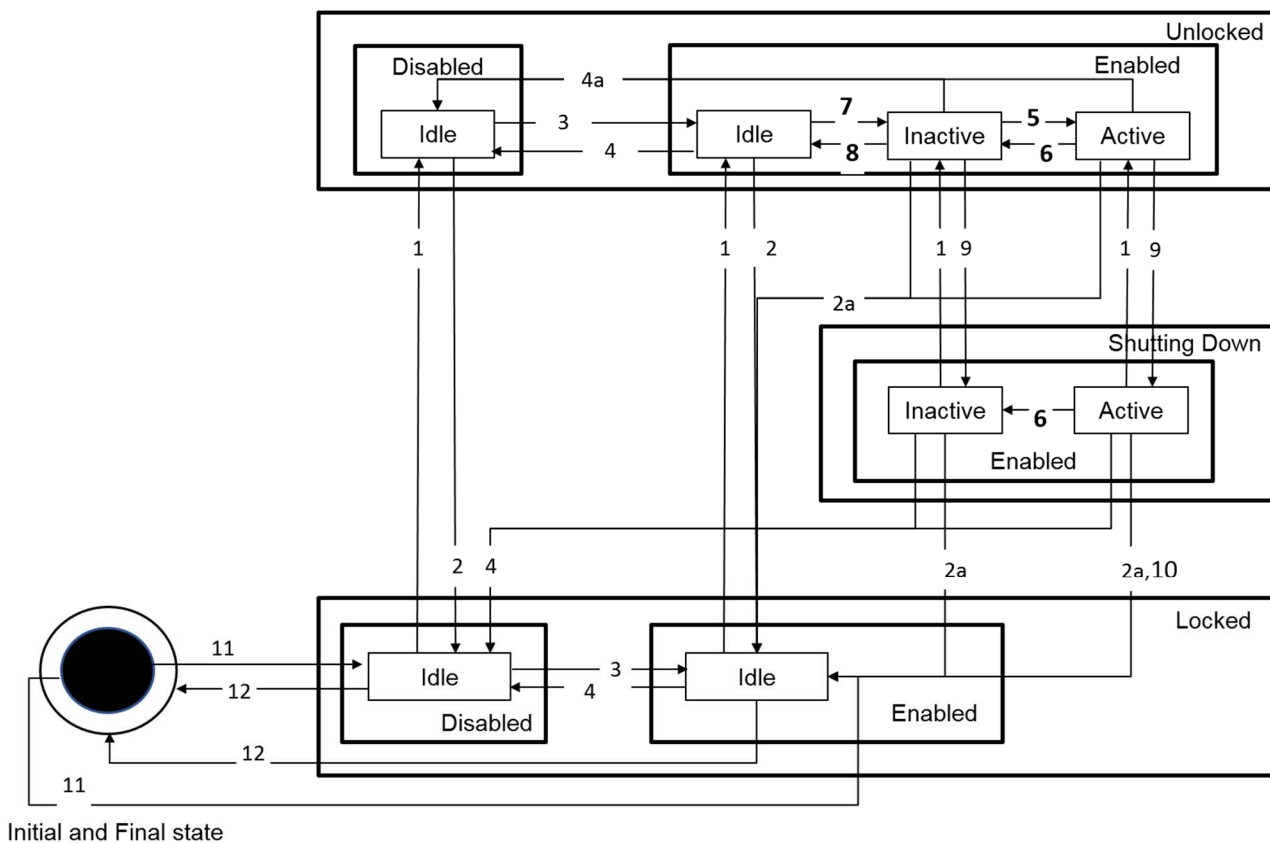 Unlocked
Disabled
4a
Enabled
Idle
3
4
Idle
7
8
Inactive
5
6
Active
1
1
2
1
9
1
9
2a
Shutting Down
Inactive
6
Active
Enabled
2
4
2a
2a,10
Locked
11
12
Idle
3
4
Idle
Disabled
Enabled
12
11
Initial and Final state